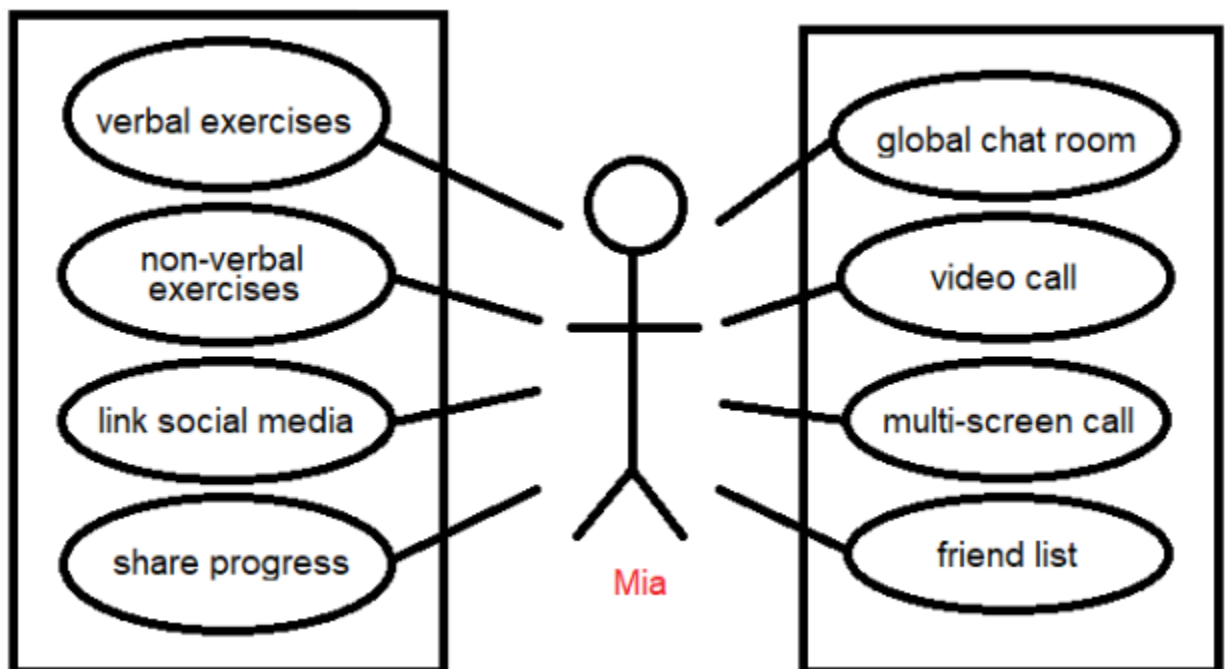 verbal exercises
non-verbal
exercises
link social media
share progress
Mia
global chat room
video call
multi-screen call
friend list